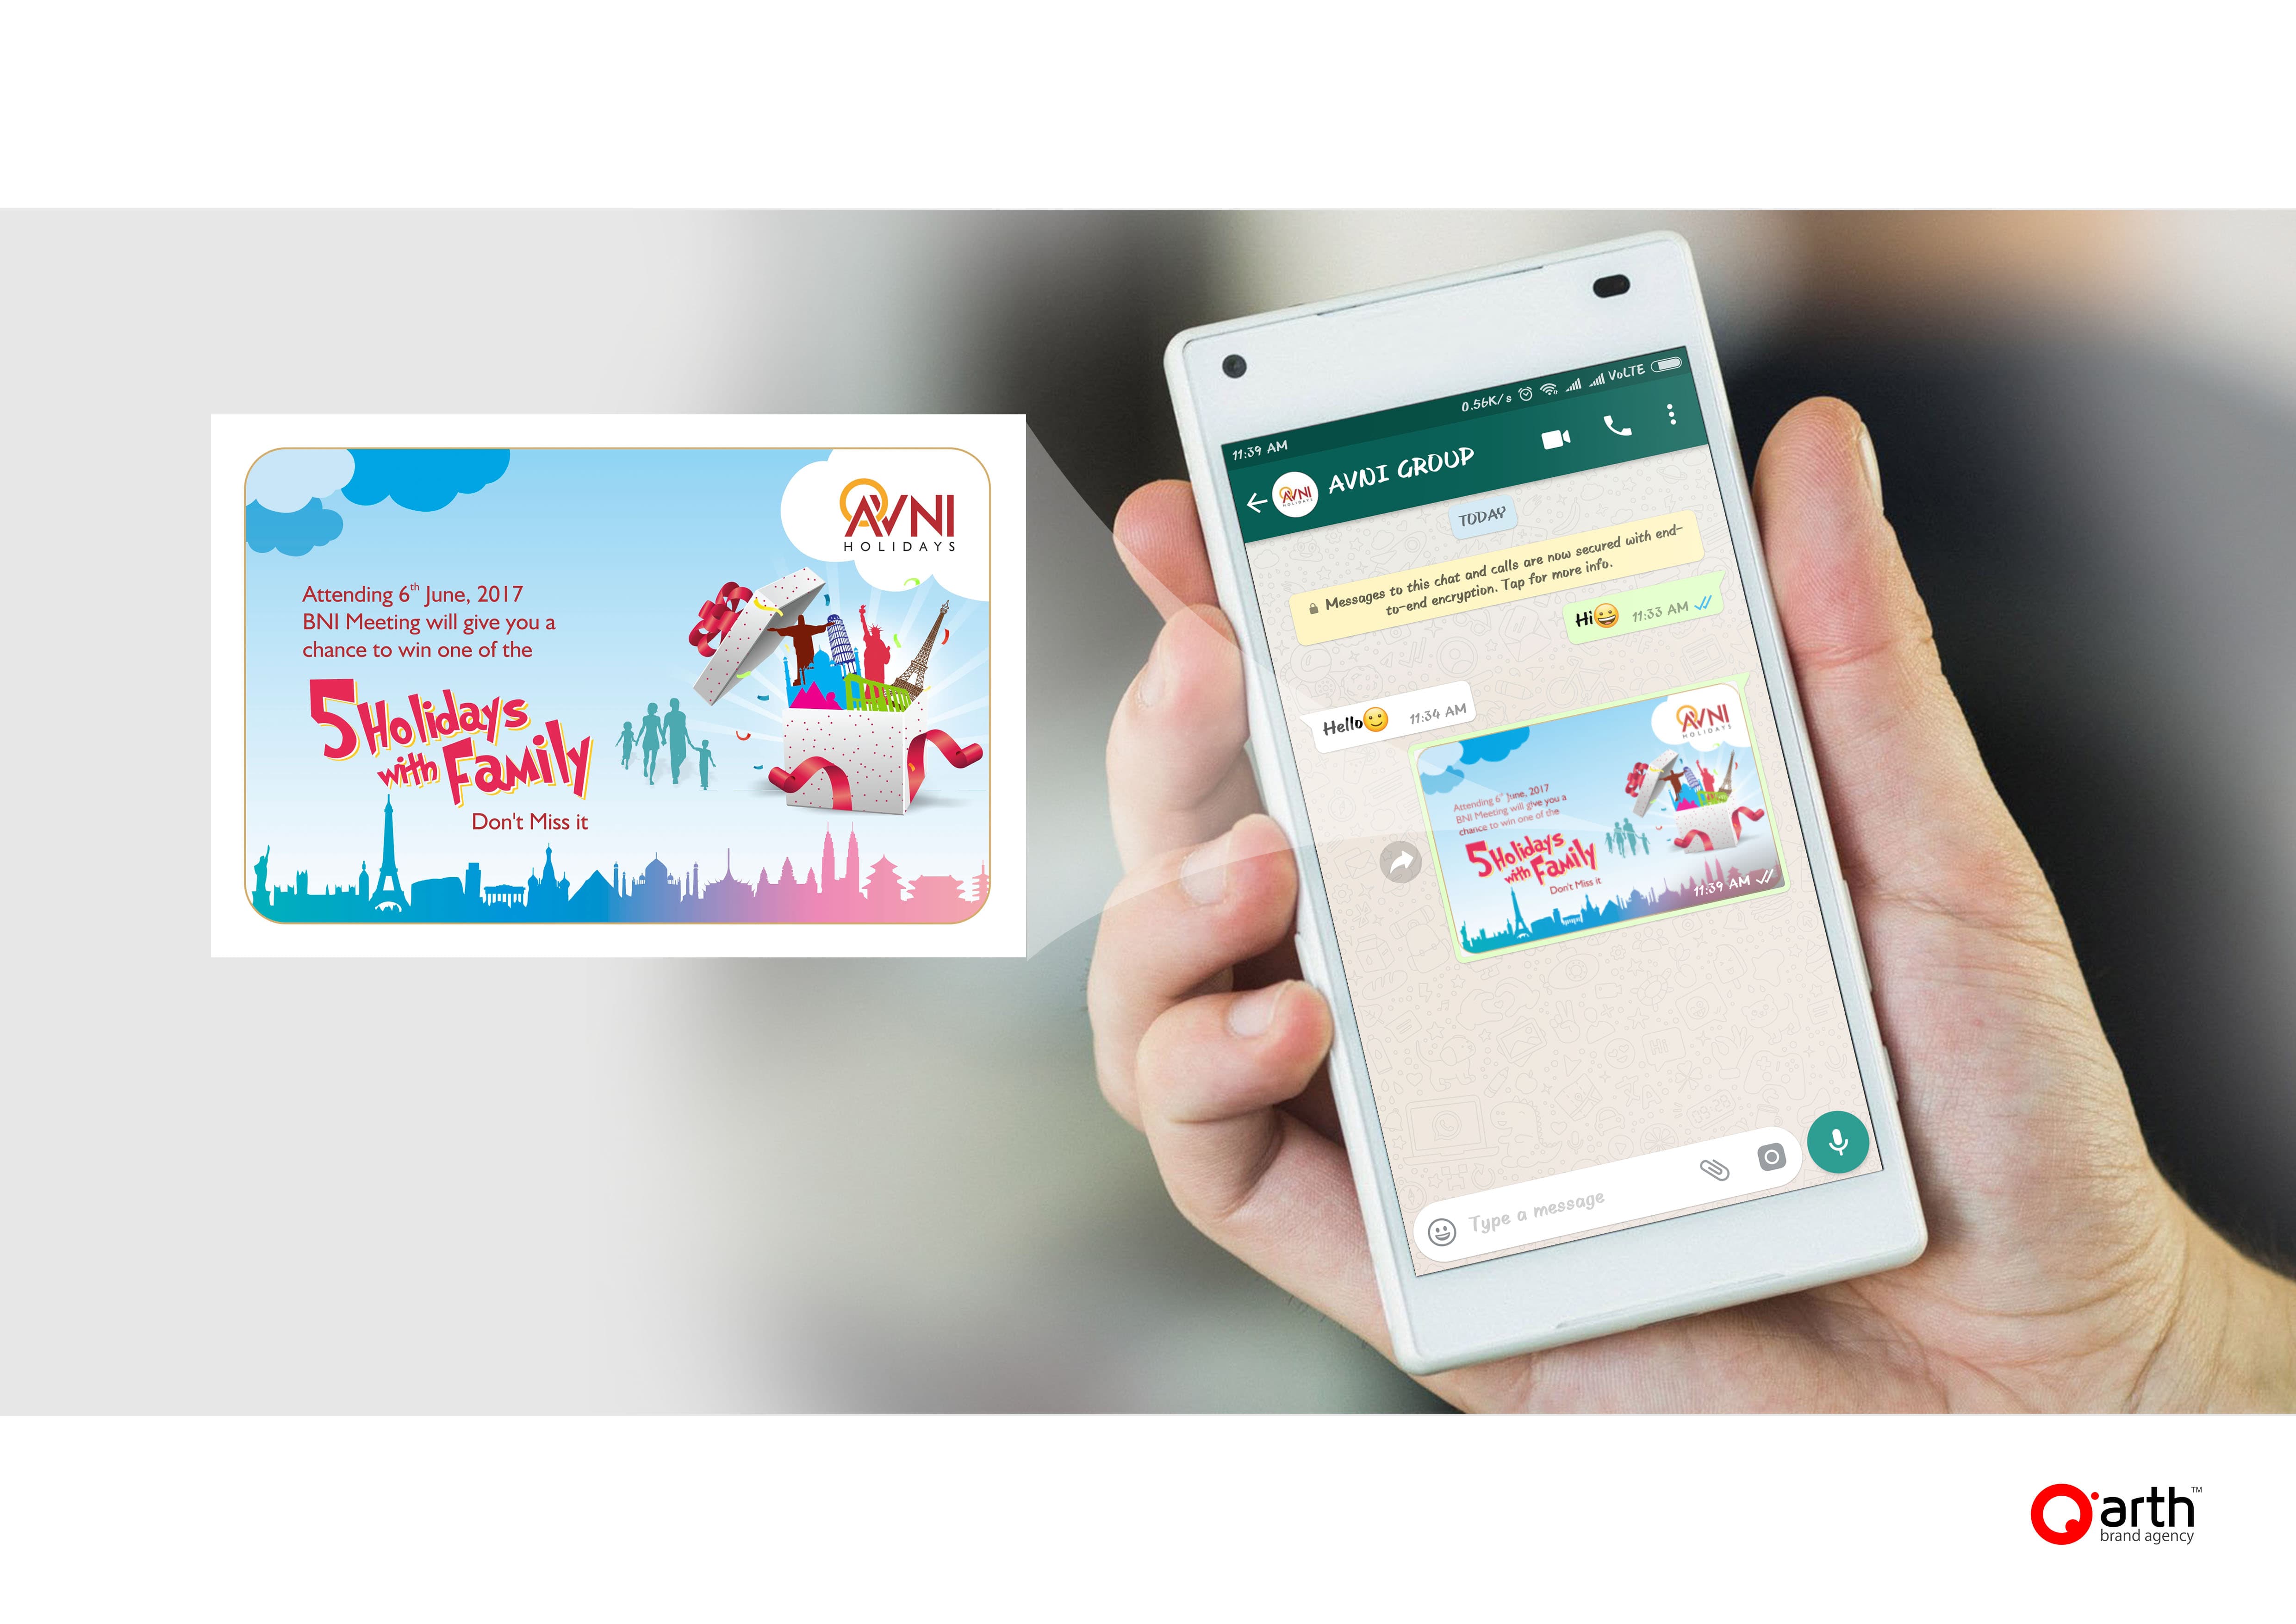 AVNI
HOLIDAYS
Attending 6th June, 2017
BNI Meeting will give you a
chance to win one of the
5 Holidays
with Family
Don't Miss it
11:39 AM
0.56K/s
VoLTE
AVNI GROUP
AVNI
HOLIDAYS
TODAY
Messages to this chat and calls are now secured with end-
to-end encryption. Tap for more info.
Hi 11:33 AM
Hello 11:34 AM
AVNI
HOLIDAYS
Attending 6th June, 2017
BNI Meeting will give you a
chance to win one of the
5 Holidays
with Family
Don't Miss it
11:39 AM
Type a message
arth™
brand agency